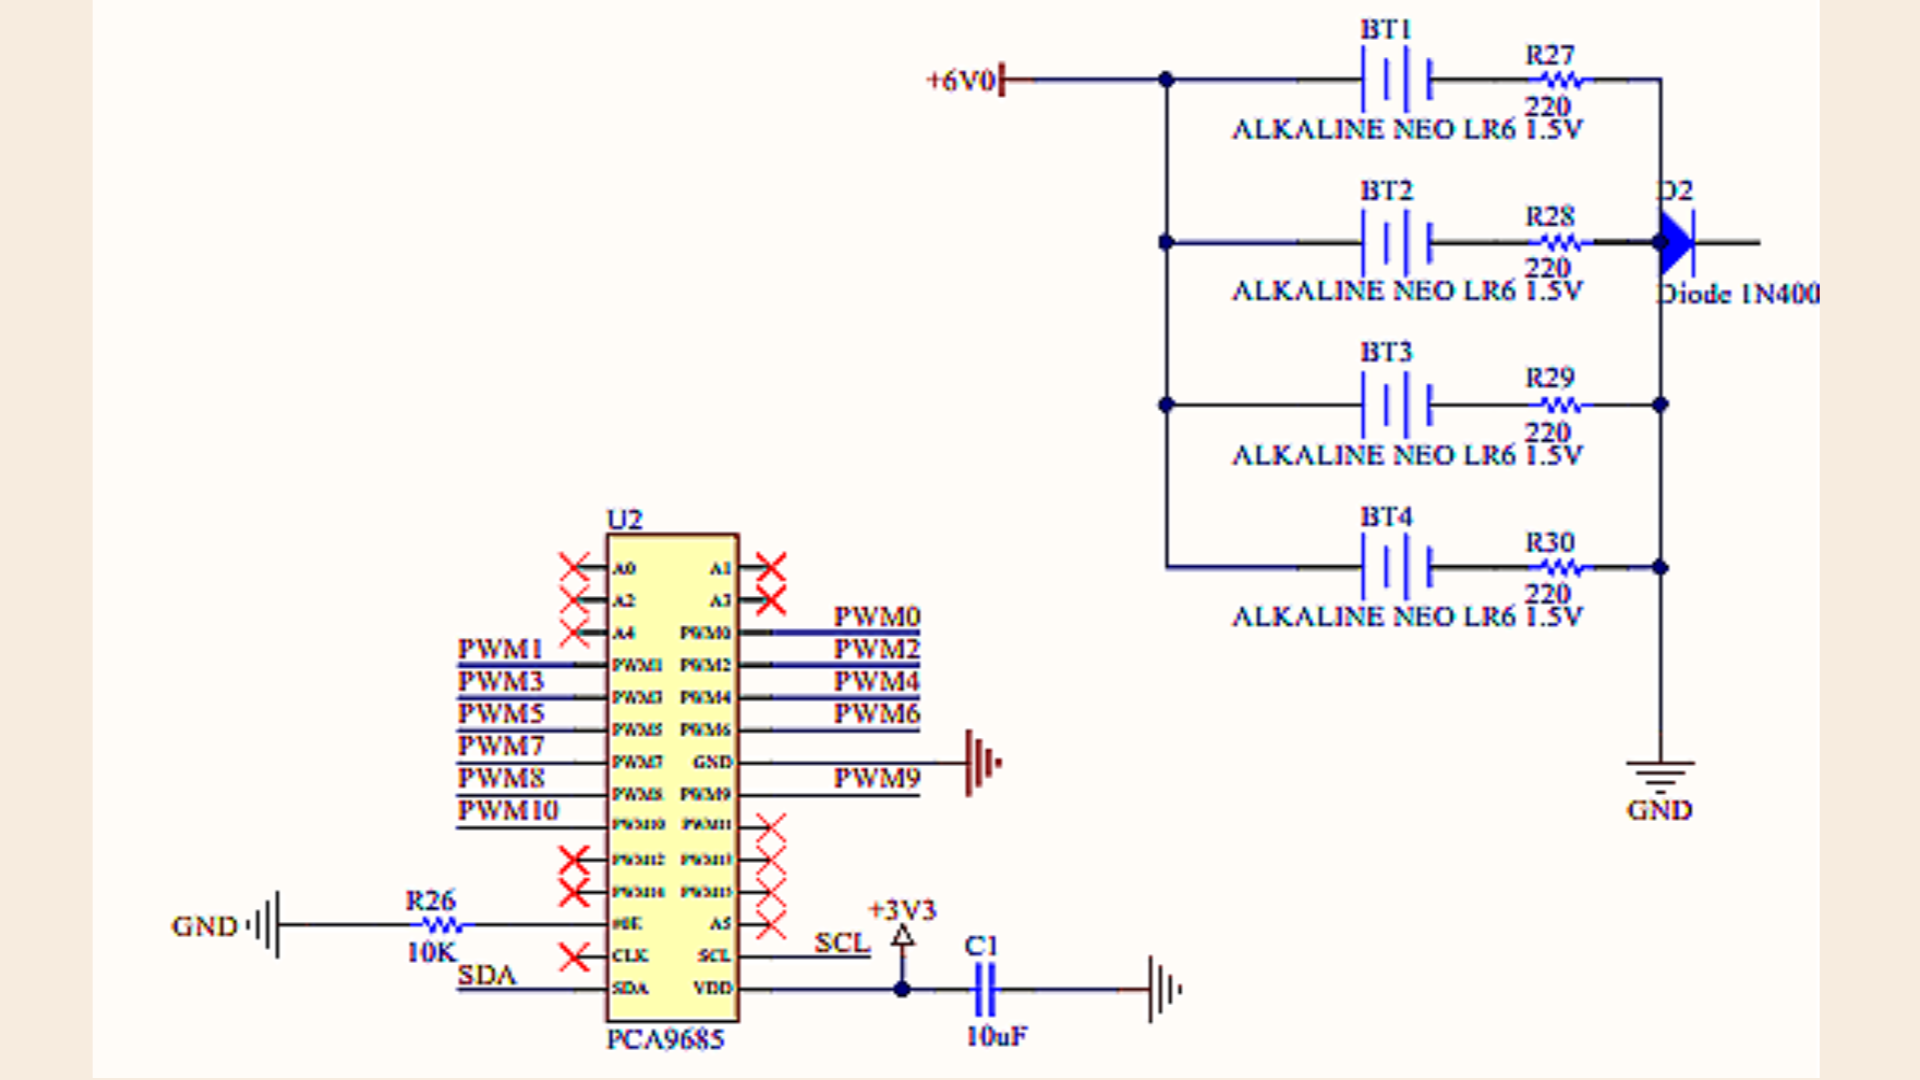 BT1
R27
+6V0
220
ALKALINE NEO LR6 1.5V
BT2
D2
R28
220
ALKALINE NEO LR6 1.5V
Diode 1N400
BT3
R29
220
ALKALINE NEO LR6 1.5V
BT4
R30
220
ALKALINE NEO LR6 1.5V
GND
U2
A0 A1
A2 A3
A4 PWM0 PWM0
PWM1 PWM1 PWM2 PWM2
PWM3 PWM3 PWM4 PWM4
PWM5 PWM5 PWM6 PWM6
PWM7 PWM7 GND
PWM8 PWM8 PWM9 PWM9
PWM10 PWM10 PWM11
PWM12 PWM13
PWM14 PWM15
R26
GND A5
10K
+3V3
CLK SCL SCL
C1
SDA SDA VDD
10uF
PCA9685